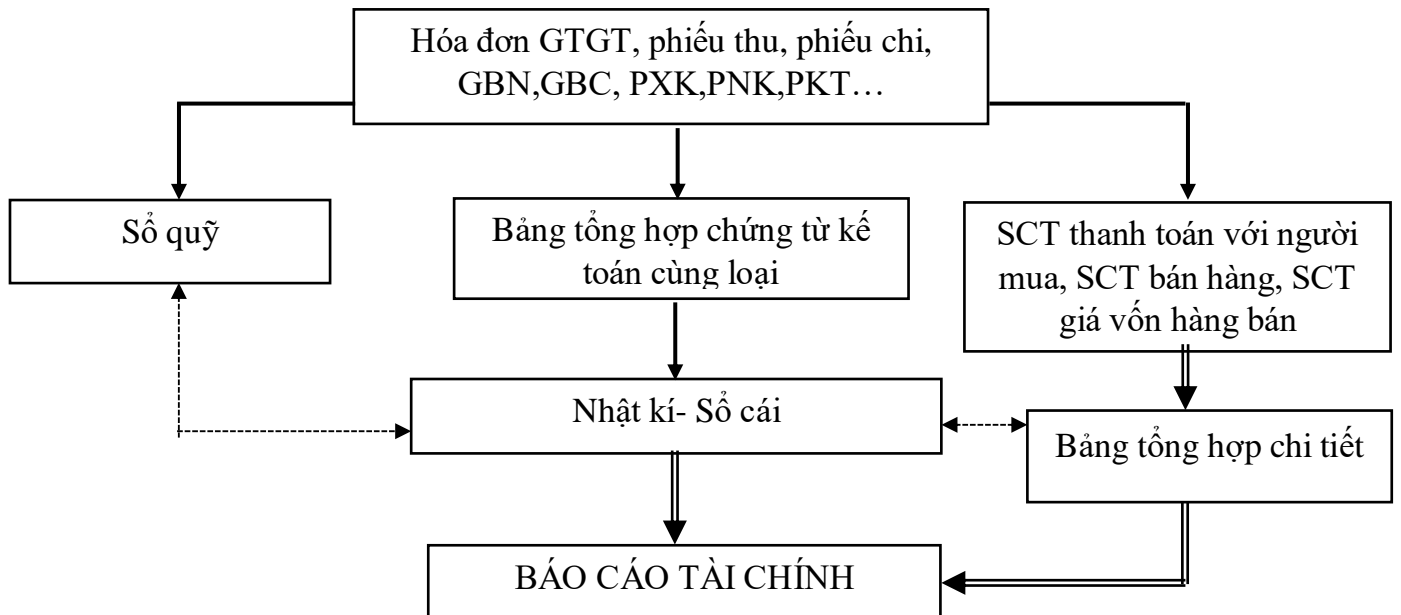 Hóa đơn GTGT, phiếu thu, phiếu chi,
GBN,GBC, PXK,PNK,PKT…
Sổ quỹ
Bảng tổng hợp chứng từ kế
toán cùng loại
SCT thanh toán với người
mua, SCT bán hàng, SCT
giá vốn hàng bán
Nhật kí- Sổ cái
Bảng tổng hợp chi tiết
BÁO CÁO TÀI CHÍNH